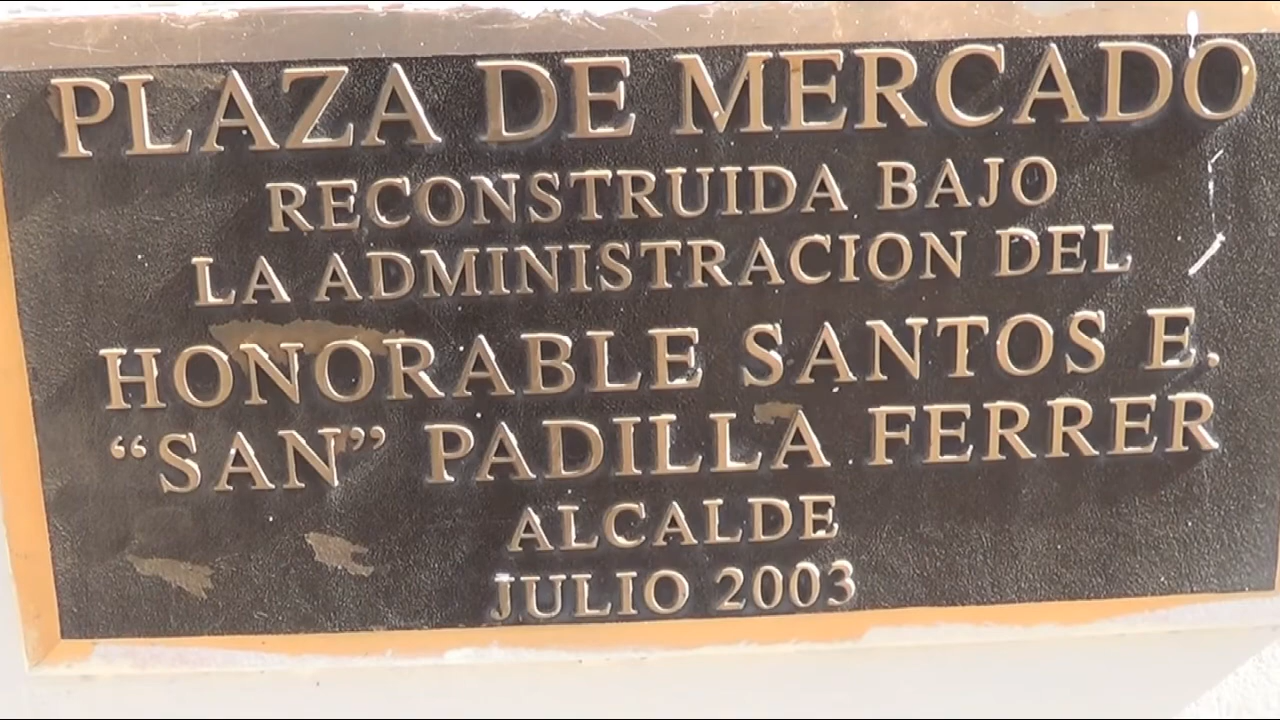 PLAZA DE MERCADO
RECONSTRUIDA BAJO
LA ADMINISTRACION DEL
HONORABLE SANTOS E.
“SAN” PADILLA FERRER
ALCALDE
JULIO 2003